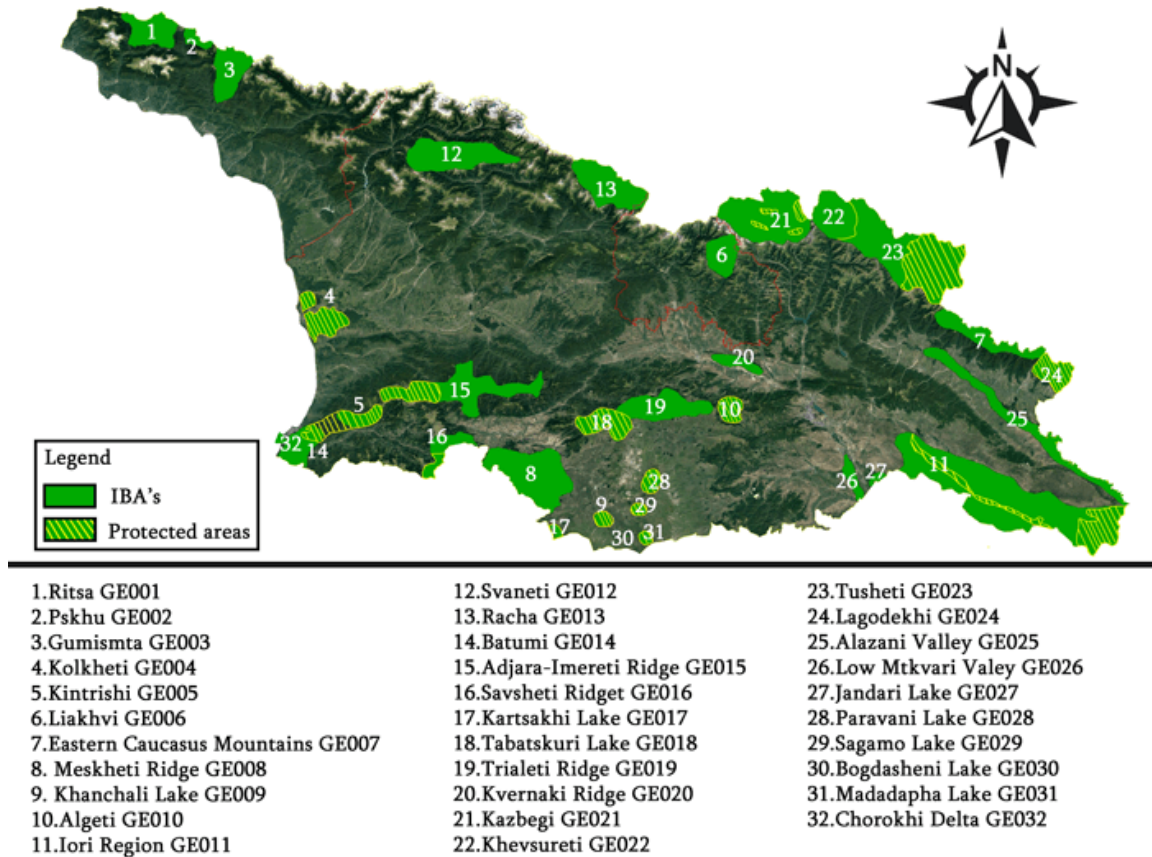 N
1
2
3
12
13
21
22
23
6
4
7
20
24
15
5
19
10
25
18
14
32
16
11
8
28
26
27
29
9
17
30
31
Legend
IBA's
Protected areas
1.Ritsa GE001
2.Pskhu GE002
3.Gumismta GE003
4.Kolkheti GE004
5.Kintrishi GE005
6.Liakhvi GE006
7.Eastern Caucasus Mountains GE007
8. Meskheti Ridge GE008
9. Khanchali Lake GE009
10.Algeti GE010
11.Iori Region GE011
12.Svaneti GE012
13.Racha GE013
14.Batumi GE014
15.Adjara-Imereti Ridge GE015
16.Savsheti Ridget GE016
17.Kartsakhi Lake GE017
18.Tabatskuri Lake GE018
19.Trialeti Ridge GE019
20.Kvernaki Ridge GE020
21.Kazbegi GE021
22.Khevsureti GE022
23.Tusheti GE023
24.Lagodekhi GE024
25.Alazani Valley GE025
26.Low Mtkvari Valey GE026
27.Jandari Lake GE027
28.Paravani Lake GE028
29.Sagamo Lake GE029
30.Bogdasheni Lake GE030
31.Madadapha Lake GE031
32.Chorokhi Delta GE032